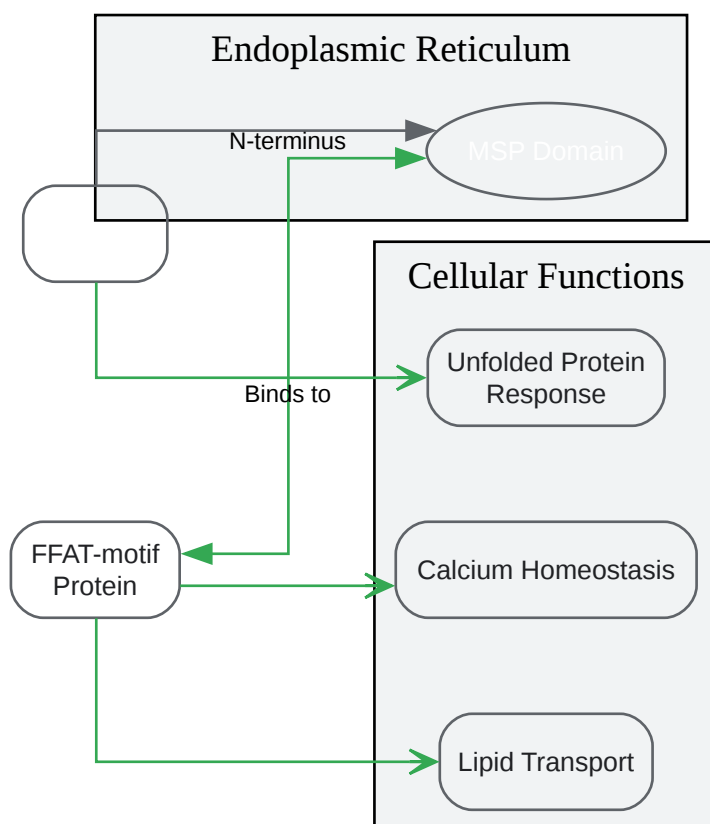 Endoplasmic Reticulum
N-terminus
MSP Domain
Cellular Functions
Unfolded Protein
Response
Binds to
FFAT-motif
Protein
Calcium Homeostasis
Lipid Transport